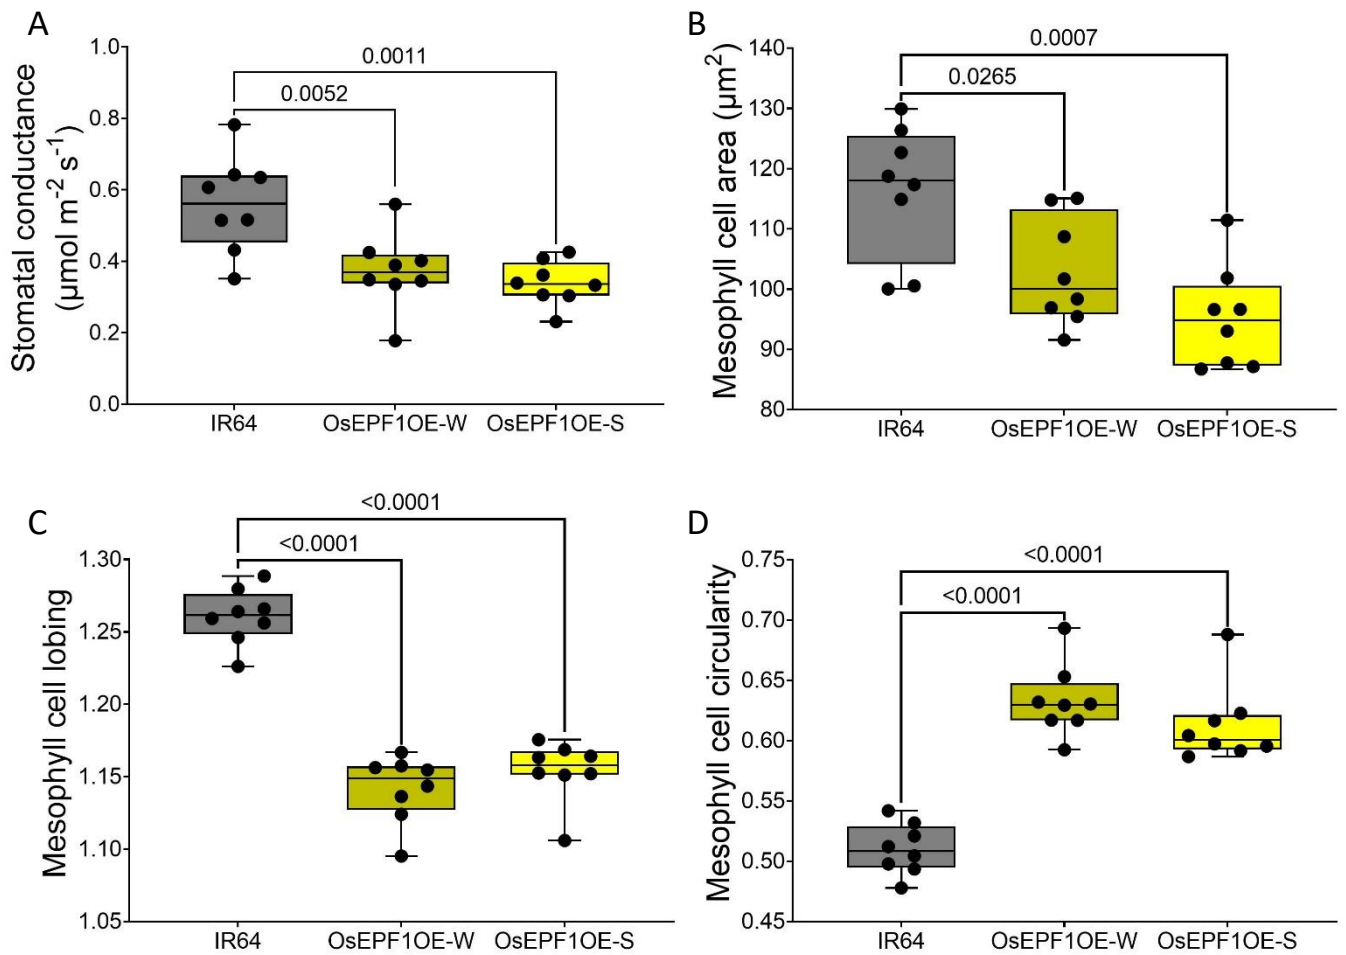 A
Stomatal conductance
(µmol m⁻² s⁻¹)
1.0
0.8
0.6
0.4
0.2
0.0
0.0011
0.0052
IR64
OsEPF1OE-W
OsEPF1OE-S
B
Mesophyll cell area (µm²)
140
130
120
110
100
90
80
0.0007
0.0265
IR64
OsEPF1OE-W
OsEPF1OE-S
C
Mesophyll cell lobing
1.30
1.25
1.20
1.15
1.10
1.05
<0.0001
<0.0001
IR64
OsEPF1OE-W
OsEPF1OE-S
D
Mesophyll cell circularity
0.75
0.70
0.65
0.60
0.55
0.50
0.45
<0.0001
<0.0001
IR64
OsEPF1OE-W
OsEPF1OE-S